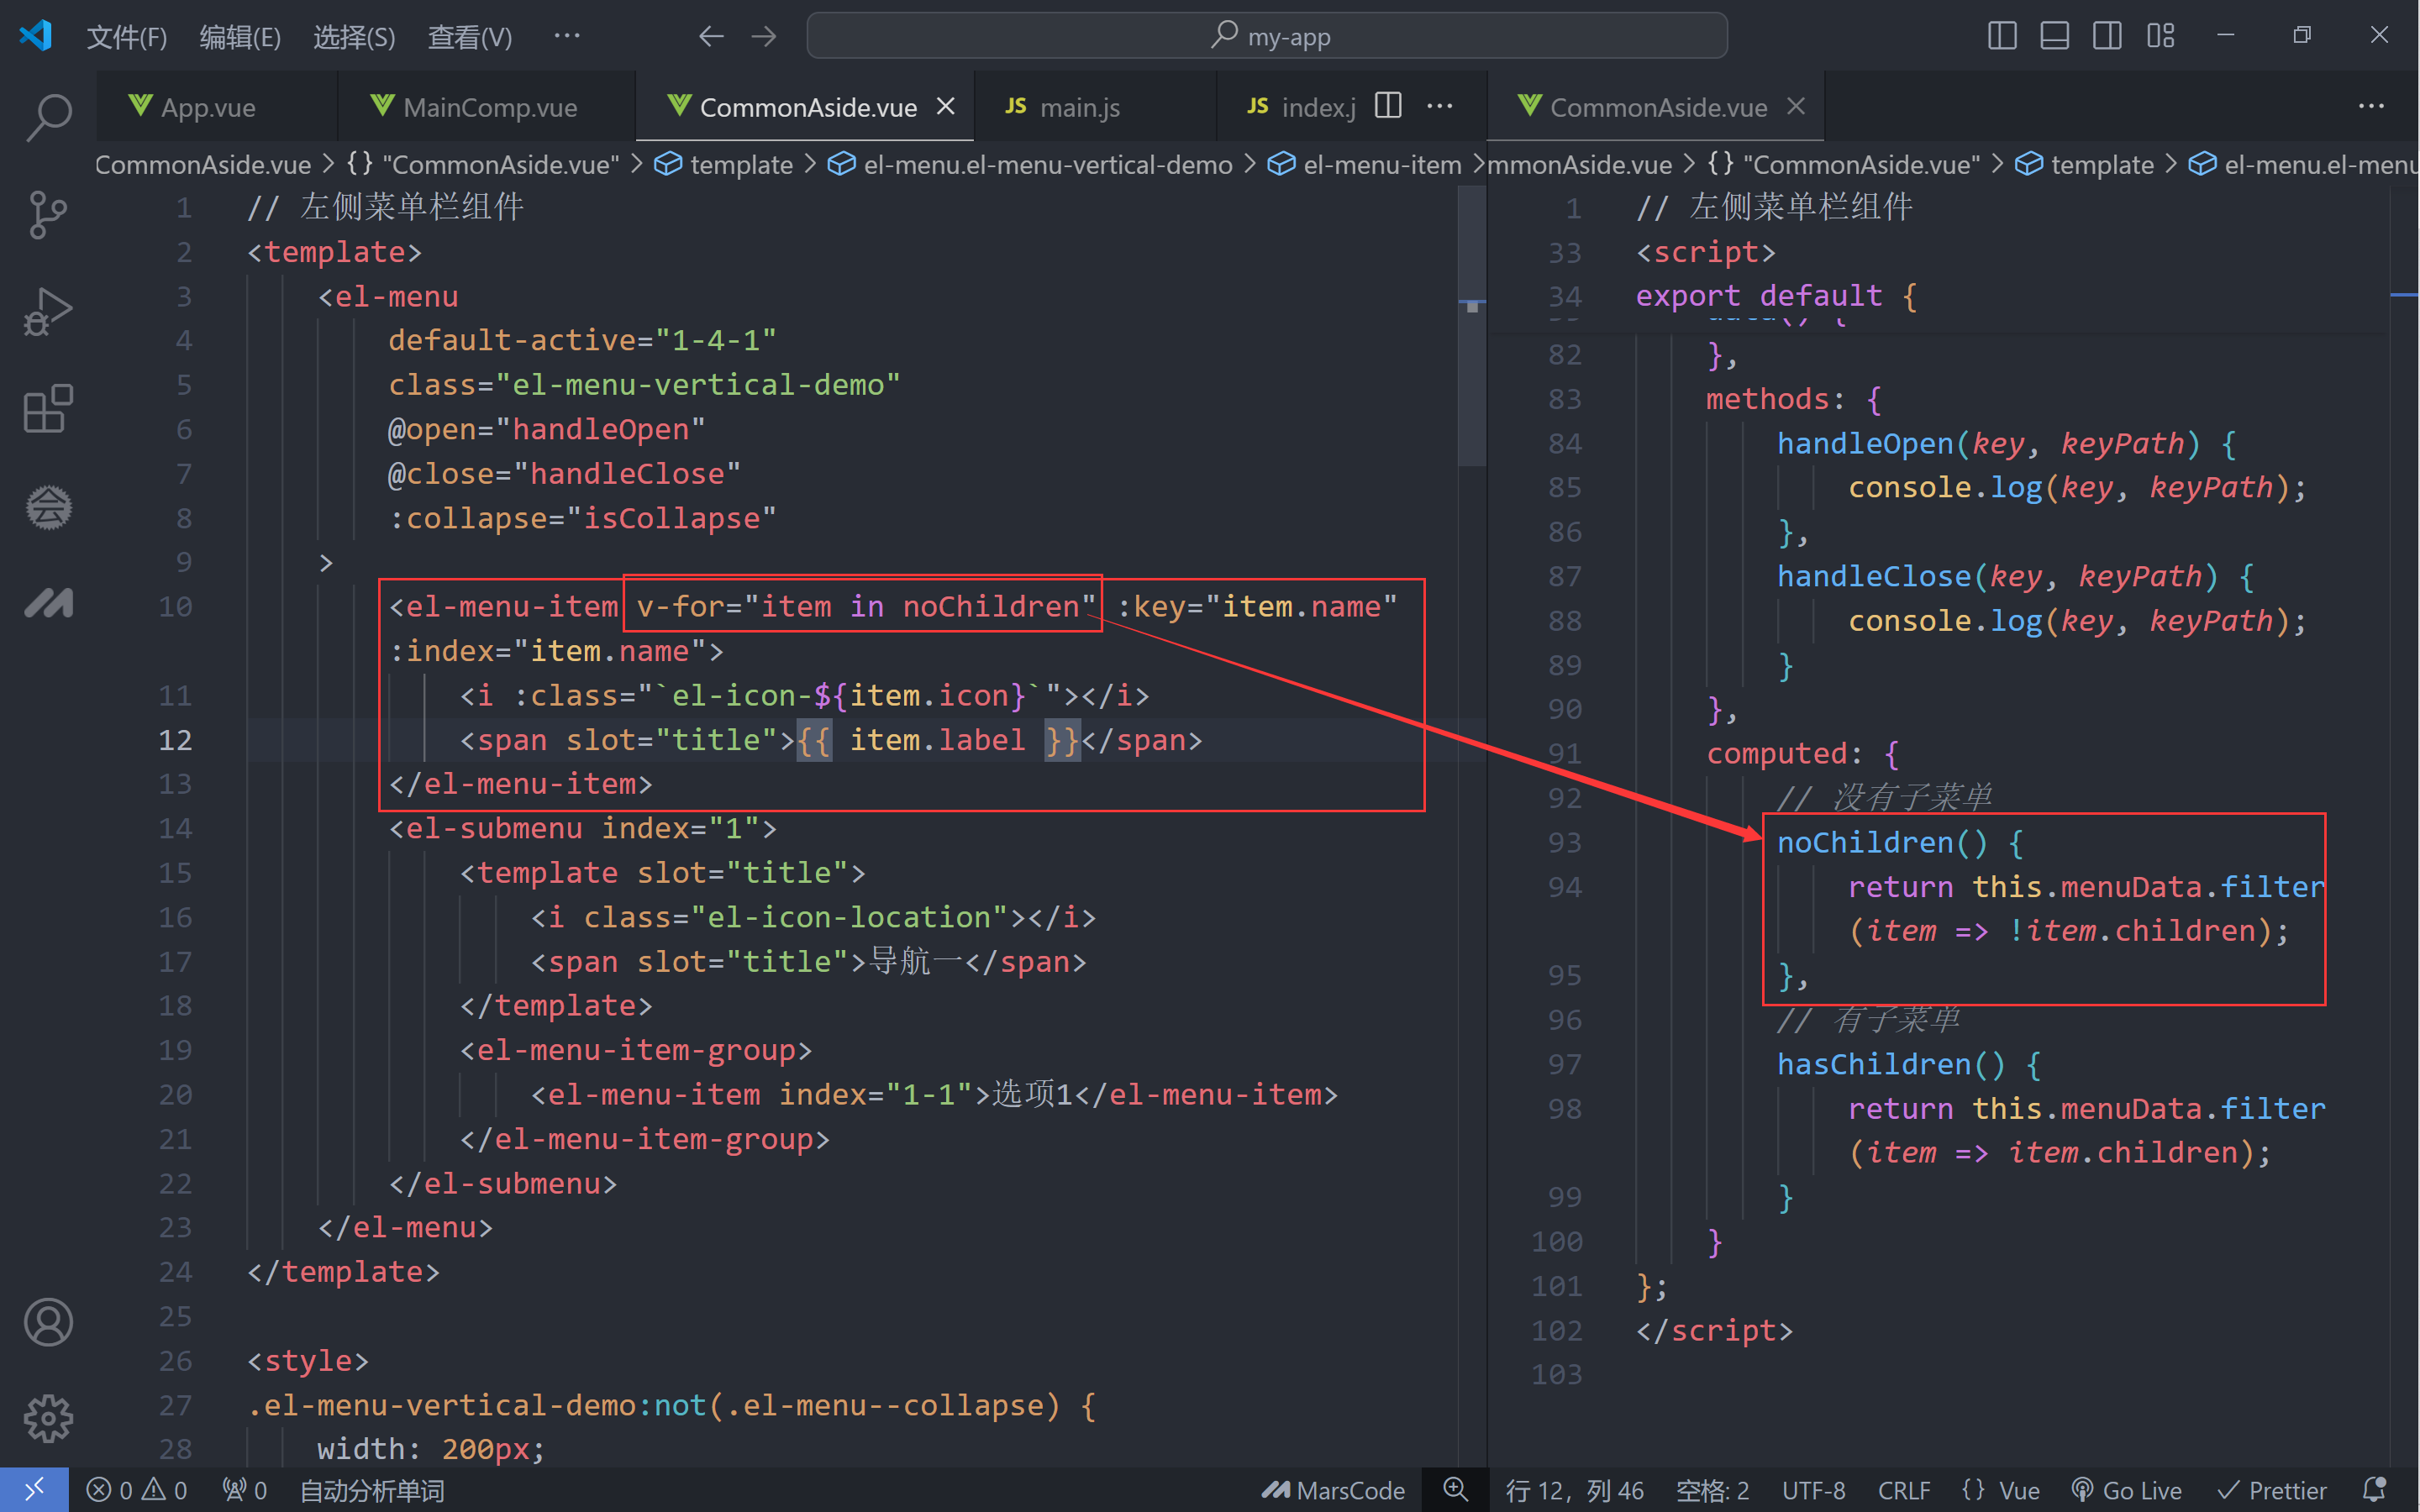 文件(F) 编辑(E) 选择(S) 查看(V) ··· my-app
App.vue MainComp.vue CommonAside.vue JS main.js JS index.j ··· CommonAside.vue ···
CommonAside.vue > {} "CommonAside.vue" > template > el-menu.el-menu-vertical-demo > el-menu-item >
mmonAside.vue > {} "CommonAside.vue" > template > el-menu.el-menu
1 // 左侧菜单栏组件
2 <template>
3 <el-menu
4 default-active="1-4-1"
5 class="el-menu-vertical-demo"
6 @open="handleOpen"
7 @close="handleClose"
8 :collapse="isCollapse"
9 >
10 <el-menu-item v-for="item in noChildren" :key="item.name"
:index="item.name">
11 <i :class="`el-icon-${item.icon}`"></i>
12 <span slot="title">{{ item.label }}</span>
13 </el-menu-item>
14 <el-submenu index="1">
15 <template slot="title">
16 <i class="el-icon-location"></i>
17 <span slot="title">导航一</span>
18 </template>
19 <el-menu-item-group>
20 <el-menu-item index="1-1">选项1</el-menu-item>
21 </el-menu-item-group>
22 </el-submenu>
23 </el-menu>
24 </template>
25
26 <style>
27 .el-menu-vertical-demo:not(.el-menu--collapse) {
28 width: 200px;
1 // 左侧菜单栏组件
33 <script>
34 export default {
82 },
83 methods: {
84 handleOpen(key, keyPath) {
85 console.log(key, keyPath);
86 },
87 handleClose(key, keyPath) {
88 console.log(key, keyPath);
89 }
90 },
91 computed: {
92 // 没有子菜单
93 noChildren() {
94 return this.menuData.filter
(item => !item.children);
95 },
96 // 有子菜单
97 hasChildren() {
98 return this.menuData.filter
(item => item.children);
99 }
100 }
101 };
102 </script>
103
0 0 0 自动分析单词 MarsCode 行 12，列 46 空格: 2 UTF-8 CRLF {} Vue Go Live Prettier